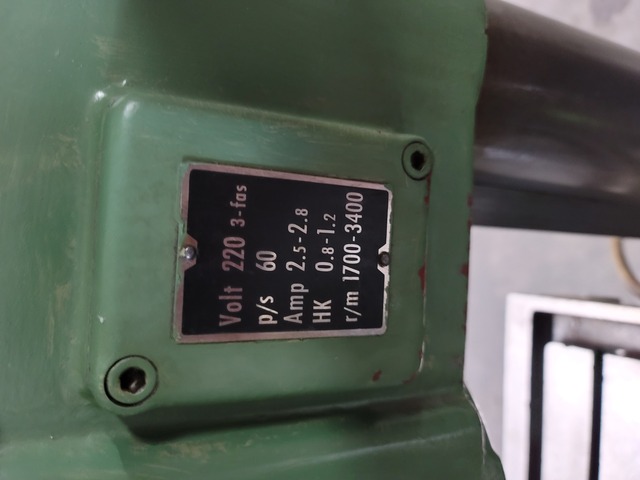 Volt 220 3-fas
p/s 60
Amp 2.5-2.8
HK 0.8-1.2
r/m 1700-3400